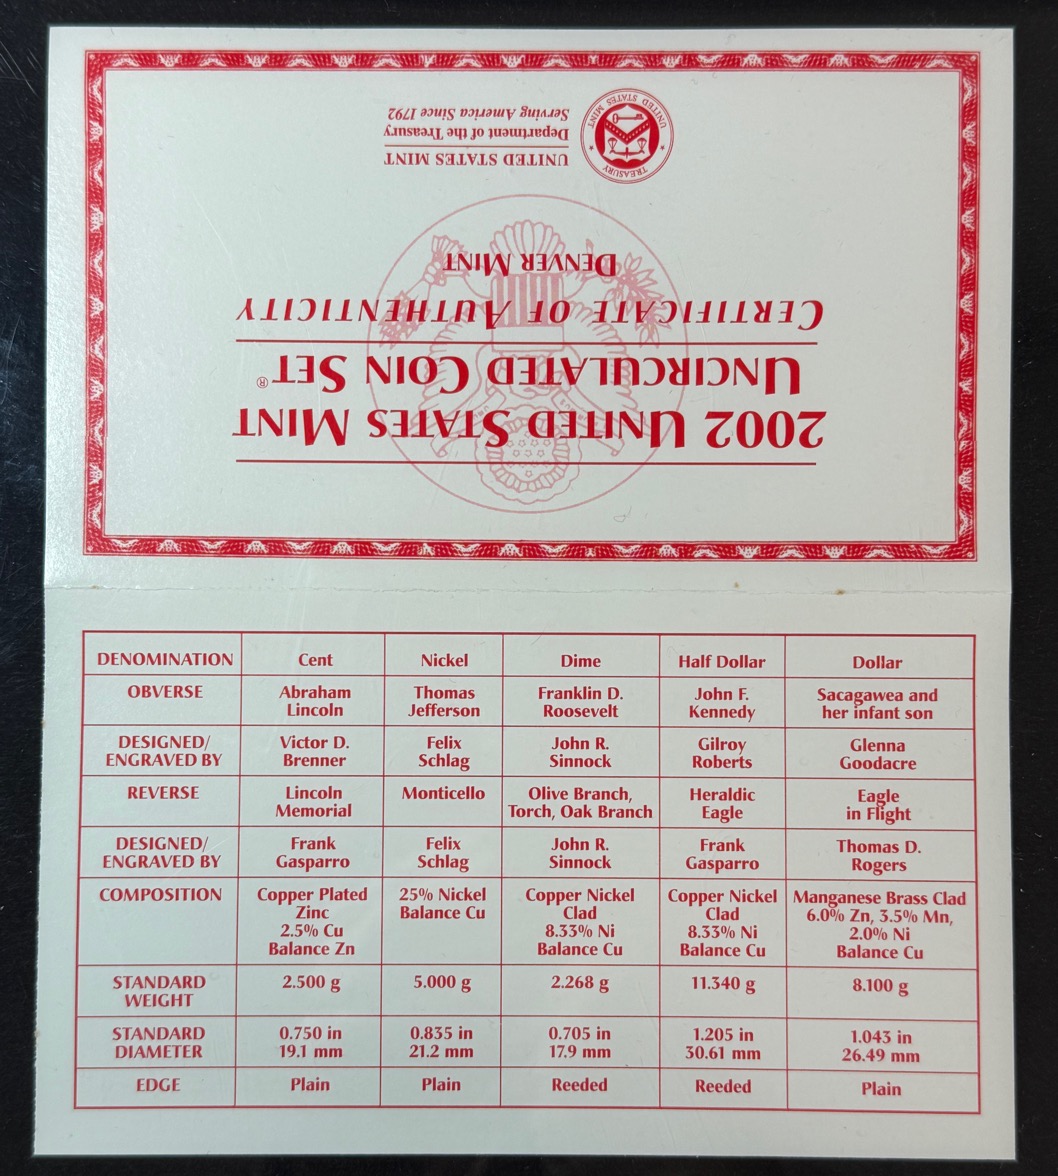 2002 UNITED STATES MINT
UNCIRCULATED COIN SET®
CERTIFICATE OF AUTHENTICITY
DENVER MINT
TREASURY
UNITED STATES MINT
UNITED STATES MINT
Department of the Treasury
Serving America Since 1792
DENOMINATION Cent Nickel Dime Half Dollar Dollar
OBVERSE Abraham Thomas Franklin D. John F. Sacagawea and
Lincoln Jefferson Roosevelt Kennedy her infant son
DESIGNED/ Victor D. Felix John R. Gilroy Glenna
ENGRAVED BY Brenner Schlag Sinnock Roberts Goodacre
REVERSE Lincoln Monticello Olive Branch, Heraldic Eagle
Memorial Torch, Oak Branch Eagle in Flight
DESIGNED/ Frank Felix John R. Frank Thomas D.
ENGRAVED BY Gasparro Schlag Sinnock Gasparro Rogers
COMPOSITION Copper Plated 25% Nickel Copper Nickel Copper Nickel Manganese Brass Clad
Zinc Balance Cu Clad Clad 6.0% Zn, 3.5% Mn,
2.5% Cu 8.33% Ni 8.33% Ni 2.0% Ni
Balance Zn Balance Cu Balance Cu Balance Cu
STANDARD 2.500 g 5.000 g 2.268 g 11.340 g 8.100 g
WEIGHT
STANDARD 0.750 in 0.835 in 0.705 in 1.205 in 1.043 in
DIAMETER 19.1 mm 21.2 mm 17.9 mm 30.61 mm 26.49 mm
EDGE Plain Plain Reeded Reeded Plain